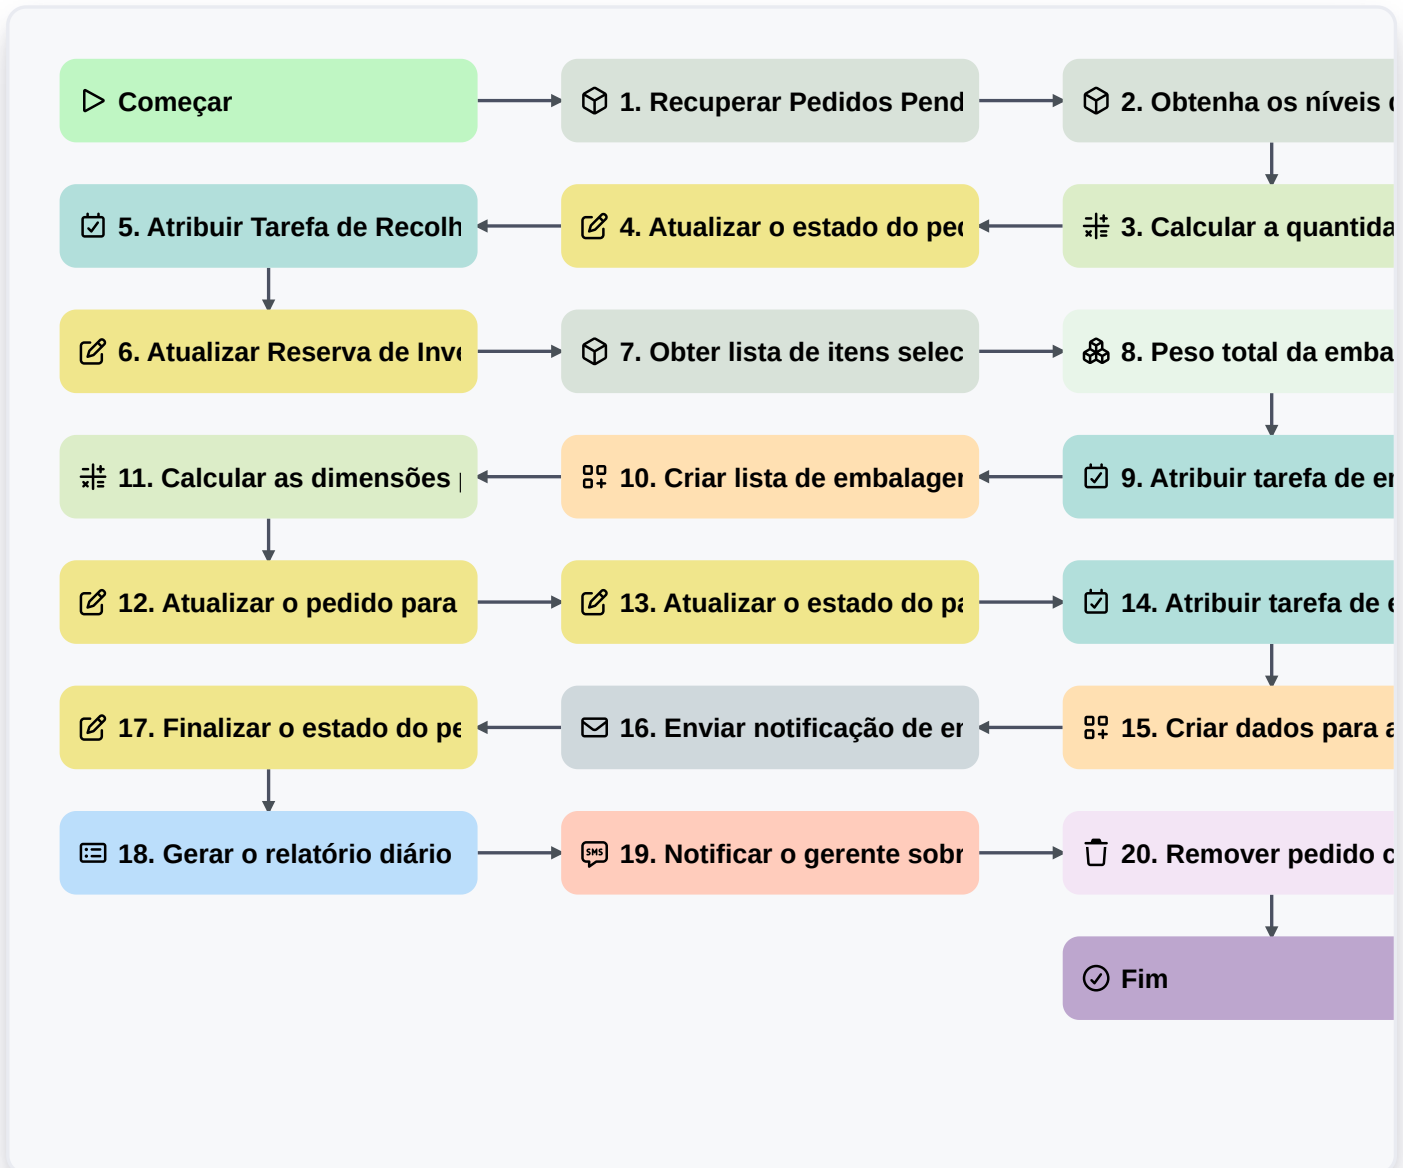 Começar
1. Recuperar Pedidos Pend
2. Obtenha os níveis
5. Atribuir Tarefa de Recolh
4. Atualizar o estado do
3. Calcular a quantida
6. Atualizar Reserva de Inve
7. Obter lista de itens selec
8. Peso total da emba
11. Calcular as dimensões
10. Criar lista de
9. Atribuir tarefa de
12. Atualizar o pedido para
13. Atualizar o estado do pa
14. Atribuir tarefa de
17. Finalizar o estado do pe
16. Enviar notificação de
15. Criar dados para
18. Gerar o relatório diário
19. Notificar o gerente sobr
20. Remover pedido
Fim